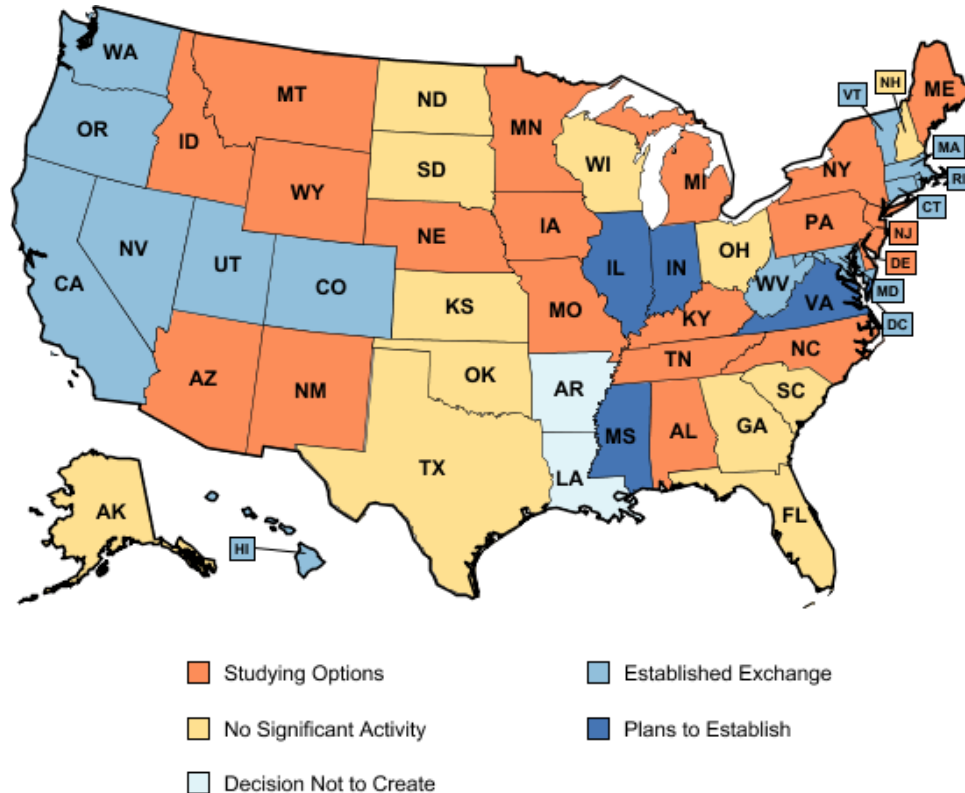 WA
MT
ND
MN
ME
NH
VT
OR
ID
SD
WI
MI
NY
MA
RI
CT
WY
IA
NE
PA
NJ
DE
NV
UT
CO
CA
IL
IN
OH
WV
VA
MD
DC
KS
MO
KY
AZ
NM
OK
AR
TN
NC
SC
TX
LA
MS
AL
GA
FL
AK
HI
Studying Options
Established Exchange
No Significant Activity
Plans to Establish
Decision Not to Create